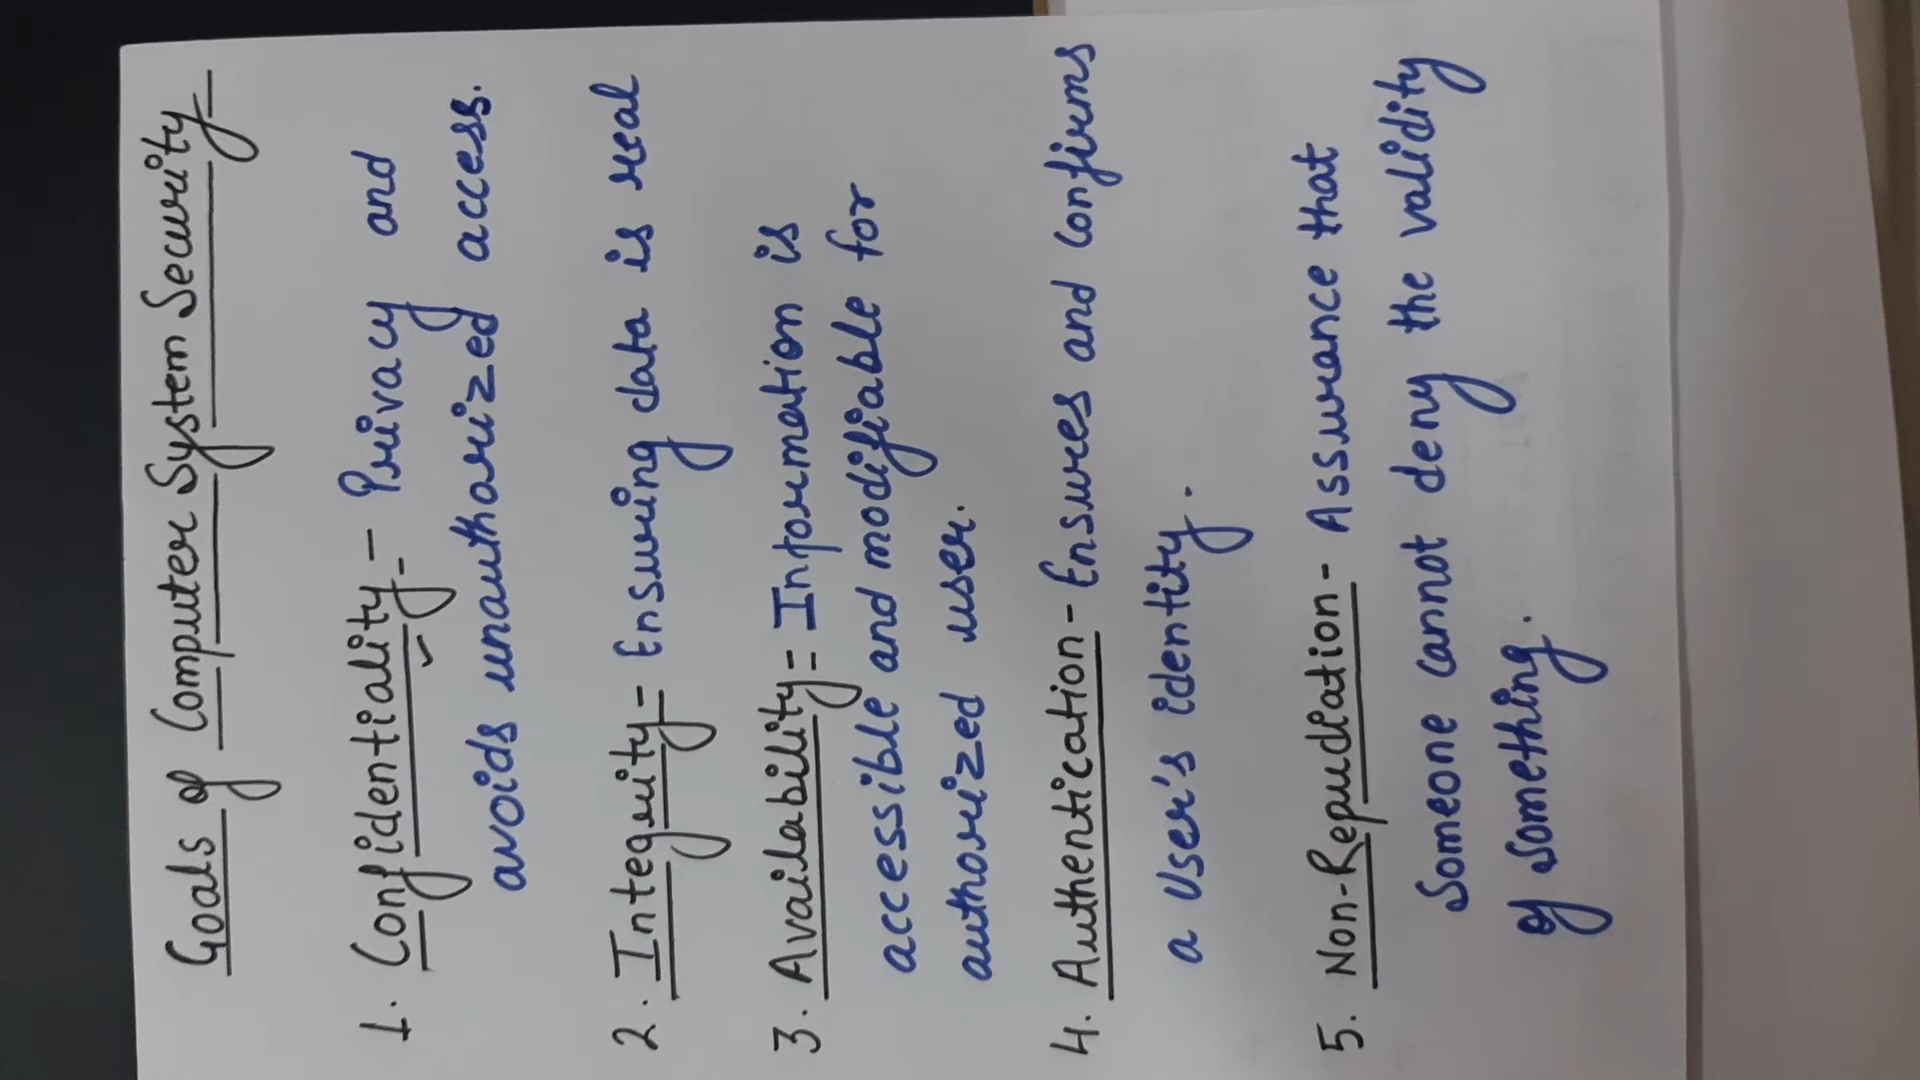 Goals of Computer System Security
1. Confidentiality - Privacy and
avoids unauthorized access.
2. Integrity = Ensuring data is real
3. Availability = Information is
accessible and modifiable for
authorized user.
4. Authentication - Ensures and Confirms
a User's identity.
5. Non-Repudiation - Assurance that
Someone cannot deny the validity
of Something.